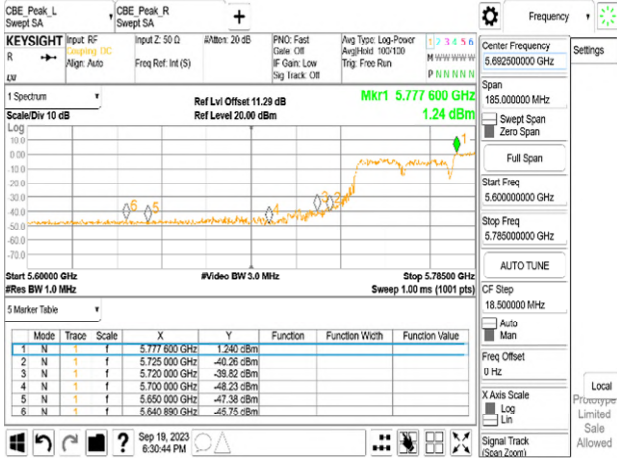 CBE_Peak_L
Swept SA
CBE_Peak_R
Swept SA
+
Frequency
KEYSIGHT
Input: RF
Coupling: DC
Align: Auto
Input Z: 50 Ω
Freq Ref: Int (S)
#Atten: 20 dB
PNO: Fast
Gate: Off
IF Gain: Low
Sig Track: Off
Avg Type: Log-Power
Avg|Hold: 100/100
Trig: Free Run
1 2 3 4 5 6
M W W W W W
P N N N N N
R
LXI
1 Spectrum
Scale/Div 10 dB
Ref Lvl Offset 11.29 dB
Ref Level 20.00 dBm
Mkr1 5.777 600 GHz
1.24 dBm
Log
10.0
0.00
-10.0
-20.0
-30.0
-40.0
-50.0
-60.0
-70.0
6
5
4
3
2
1
Start 5.60000 GHz
#Res BW 1.0 MHz
#Video BW 3.0 MHz
Stop 5.78500 GHz
Sweep 1.00 ms (1001 pts)
5 Marker Table
Mode Trace Scale X Y Function Function Width Function Value
1 N 1 f 5.777 600 GHz 1.240 dBm
2 N 1 f 5.725 000 GHz -40.26 dBm
3 N 1 f 5.720 000 GHz -39.82 dBm
4 N 1 f 5.700 000 GHz -48.23 dBm
5 N 1 f 5.650 000 GHz -47.38 dBm
6 N 1 f 5.640 890 GHz -45.75 dBm
Sep 19, 2023
6:30:44 PM
?
Center Frequency
5.692500000 GHz
Span
185.000000 MHz
Swept Span
Zero Span
Full Span
Start Freq
5.600000000 GHz
Stop Freq
5.785000000 GHz
AUTO TUNE
CF Step
18.500000 MHz
Auto
Man
Freq Offset
0 Hz
X Axis Scale
Log
Lin
Signal Track
(Span Zoom)
Settings
Local
Prototype
Limited
Sale
Allowed